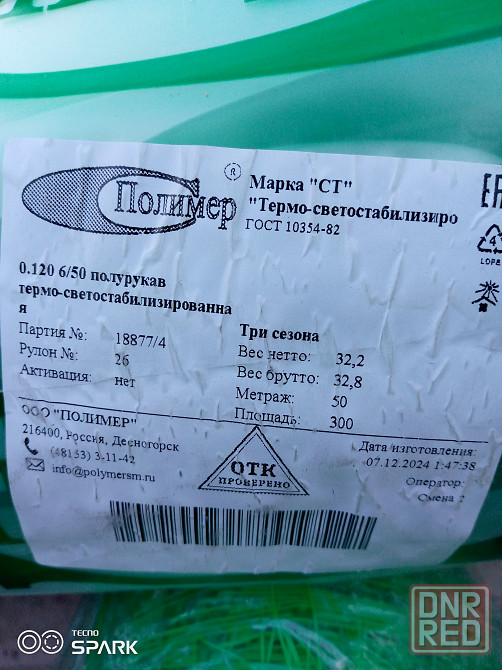 Полимер ®
Марка "СТ"
"Термо-светостабилизиро
ГОСТ 10354-82
EA
4
LDPE
0.120 6/50 полурукав
термо-светостабилизированна
я
Партия №: 18877/4
Рулон №: 26
Активация: нет
Три сезона
Вес нетто: 32,2
Вес брутто: 32,8
Метраж: 50
Площадь: 300
ООО "ПОЛИМЕР"
216400, Россия, Десногорск
(48153) 3-11-42
info@polymersm.ru
ОТК
ПРОВЕРЕНО
Дата изготовления:
07.12.2024 1:47:38
Оператор:
Смена 2
TECNO
SPARK
DNR
RED